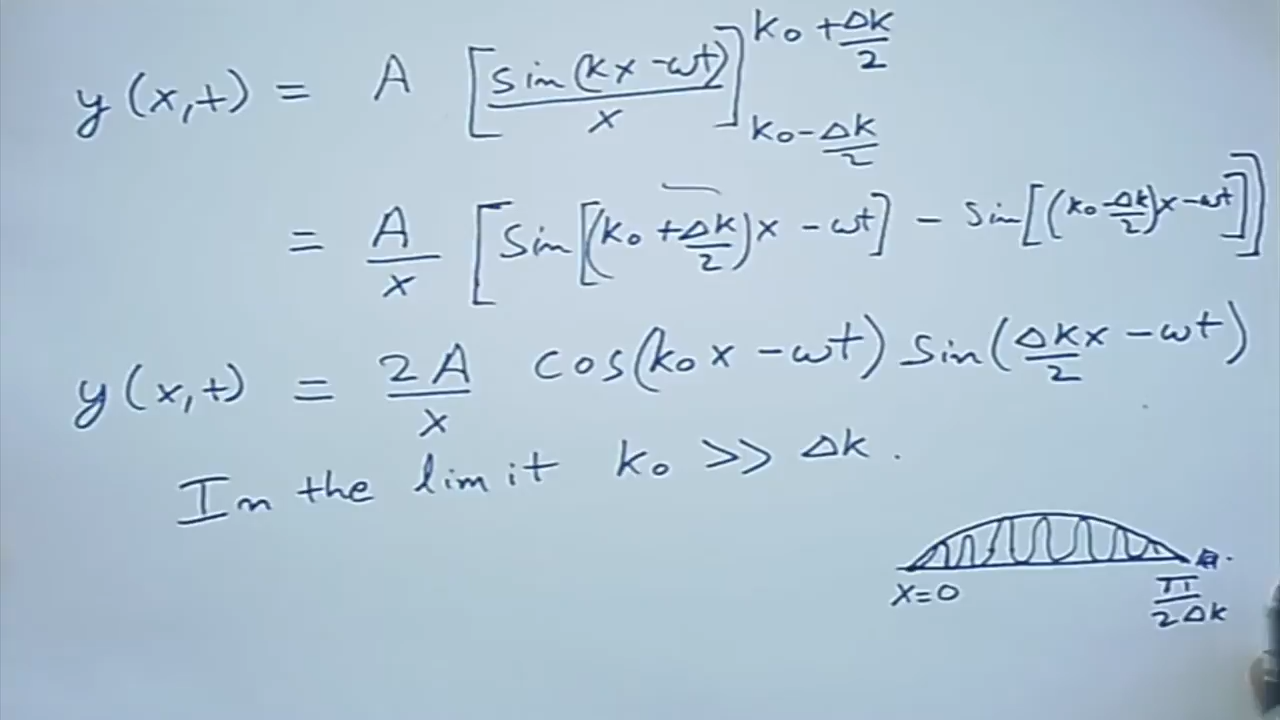 y(x,t) = A [sin(kx-ωt)/x]_{k₀-Δk/2}^{k₀+Δk/2}
= A/x [sin[(k₀+Δk/2)x-ωt] - sin[(k₀-Δk/2)x-ωt]]
y(x,t) = 2A/x cos(k₀x-ωt) sin(Δkx/2-ωt)
In the limit k₀ >> Δk.
x=0 π/2Δk